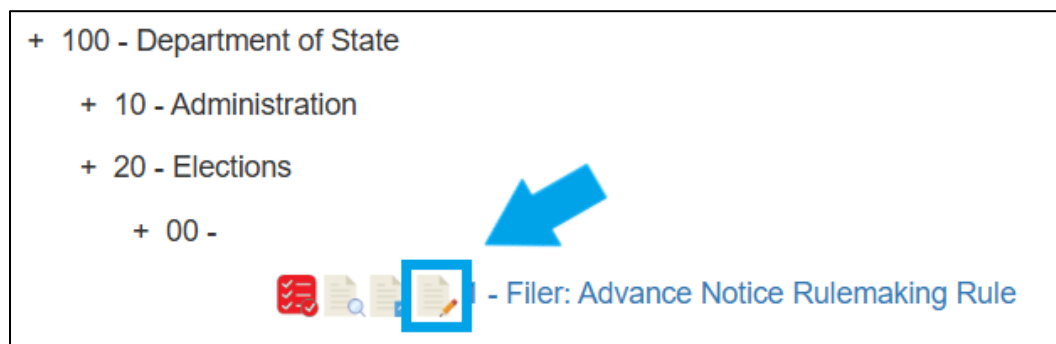 + 100 - Department of State
+ 10 - Administration
+ 20 - Elections
+ 00 -
- Filer: Advance Notice Rulemaking Rule